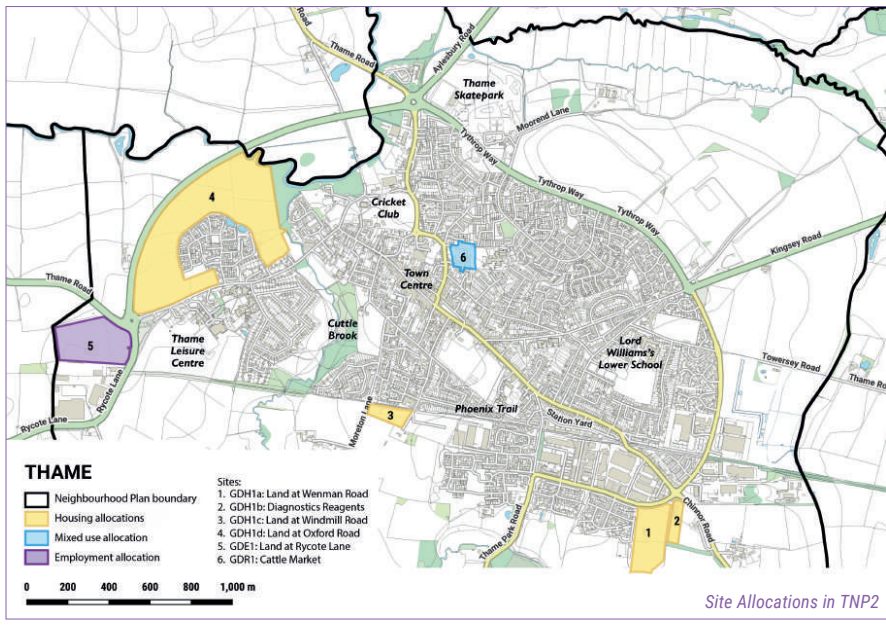 Road
Thame Road
Aylesbury Road
Thame
Skatepark
Moorend Lane
Tythrop Way
Tythrop Way
Tythrop Way
4
Cricket
Club
Kingsey Road
6
Town
Centre
Thame Road
5
Thame
Leisure
Centre
Cuttle
Brook
Lord
Williams's
Lower School
Towersey Road
Thame Ro
Rycote Lane
Rycote Lane
Moreton Lane
3
Phoenix Trail
Station Yard
Thame Park Road
1
2
Chinnor Road
THAME
Neighbourhood Plan boundary
Housing allocations
Mixed use allocation
Employment allocation
Sites:
1. GDH1a: Land at Wenman Road
2. GDH1b: Diagnostics Reagents
3. GDH1c: Land at Windmill Road
4. GDH1d: Land at Oxford Road
5. GDE1: Land at Rycote Lane
6. GDR1: Cattle Market
0 200 400 600 800 1,000 m
Site Allocations in TNP2